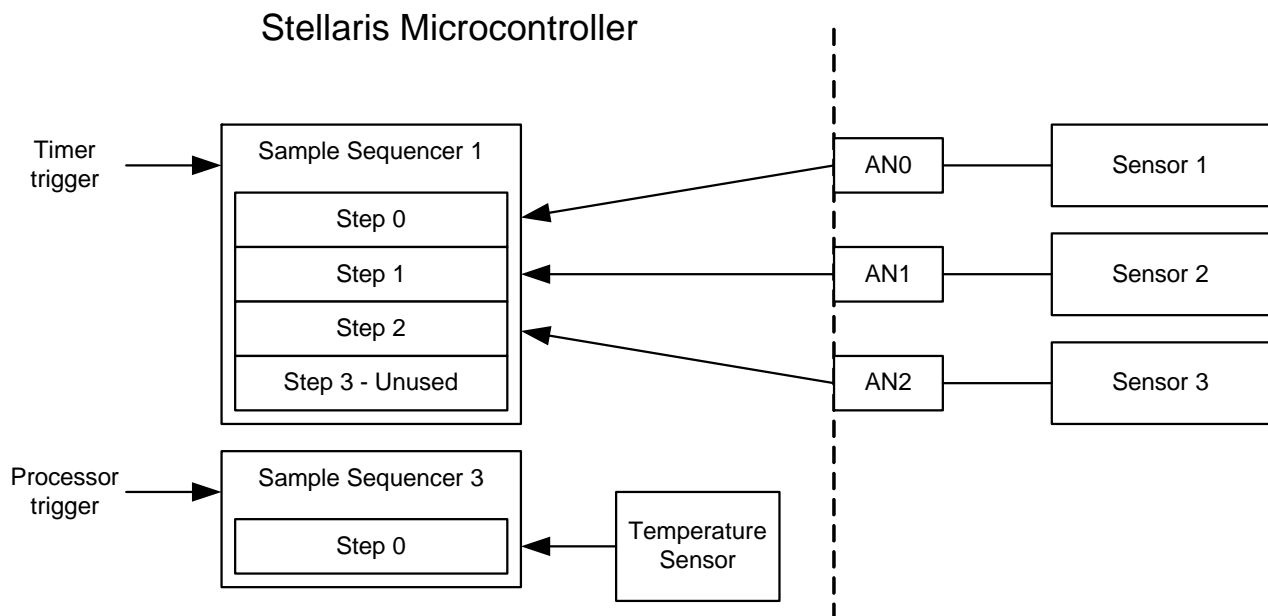 Stellaris Microcontroller
Timer
trigger
Sample Sequencer 1
Step 0
Step 1
Step 2
Step 3 - Unused
AN0
Sensor 1
AN1
Sensor 2
AN2
Sensor 3
Processor
trigger
Sample Sequencer 3
Step 0
Temperature
Sensor